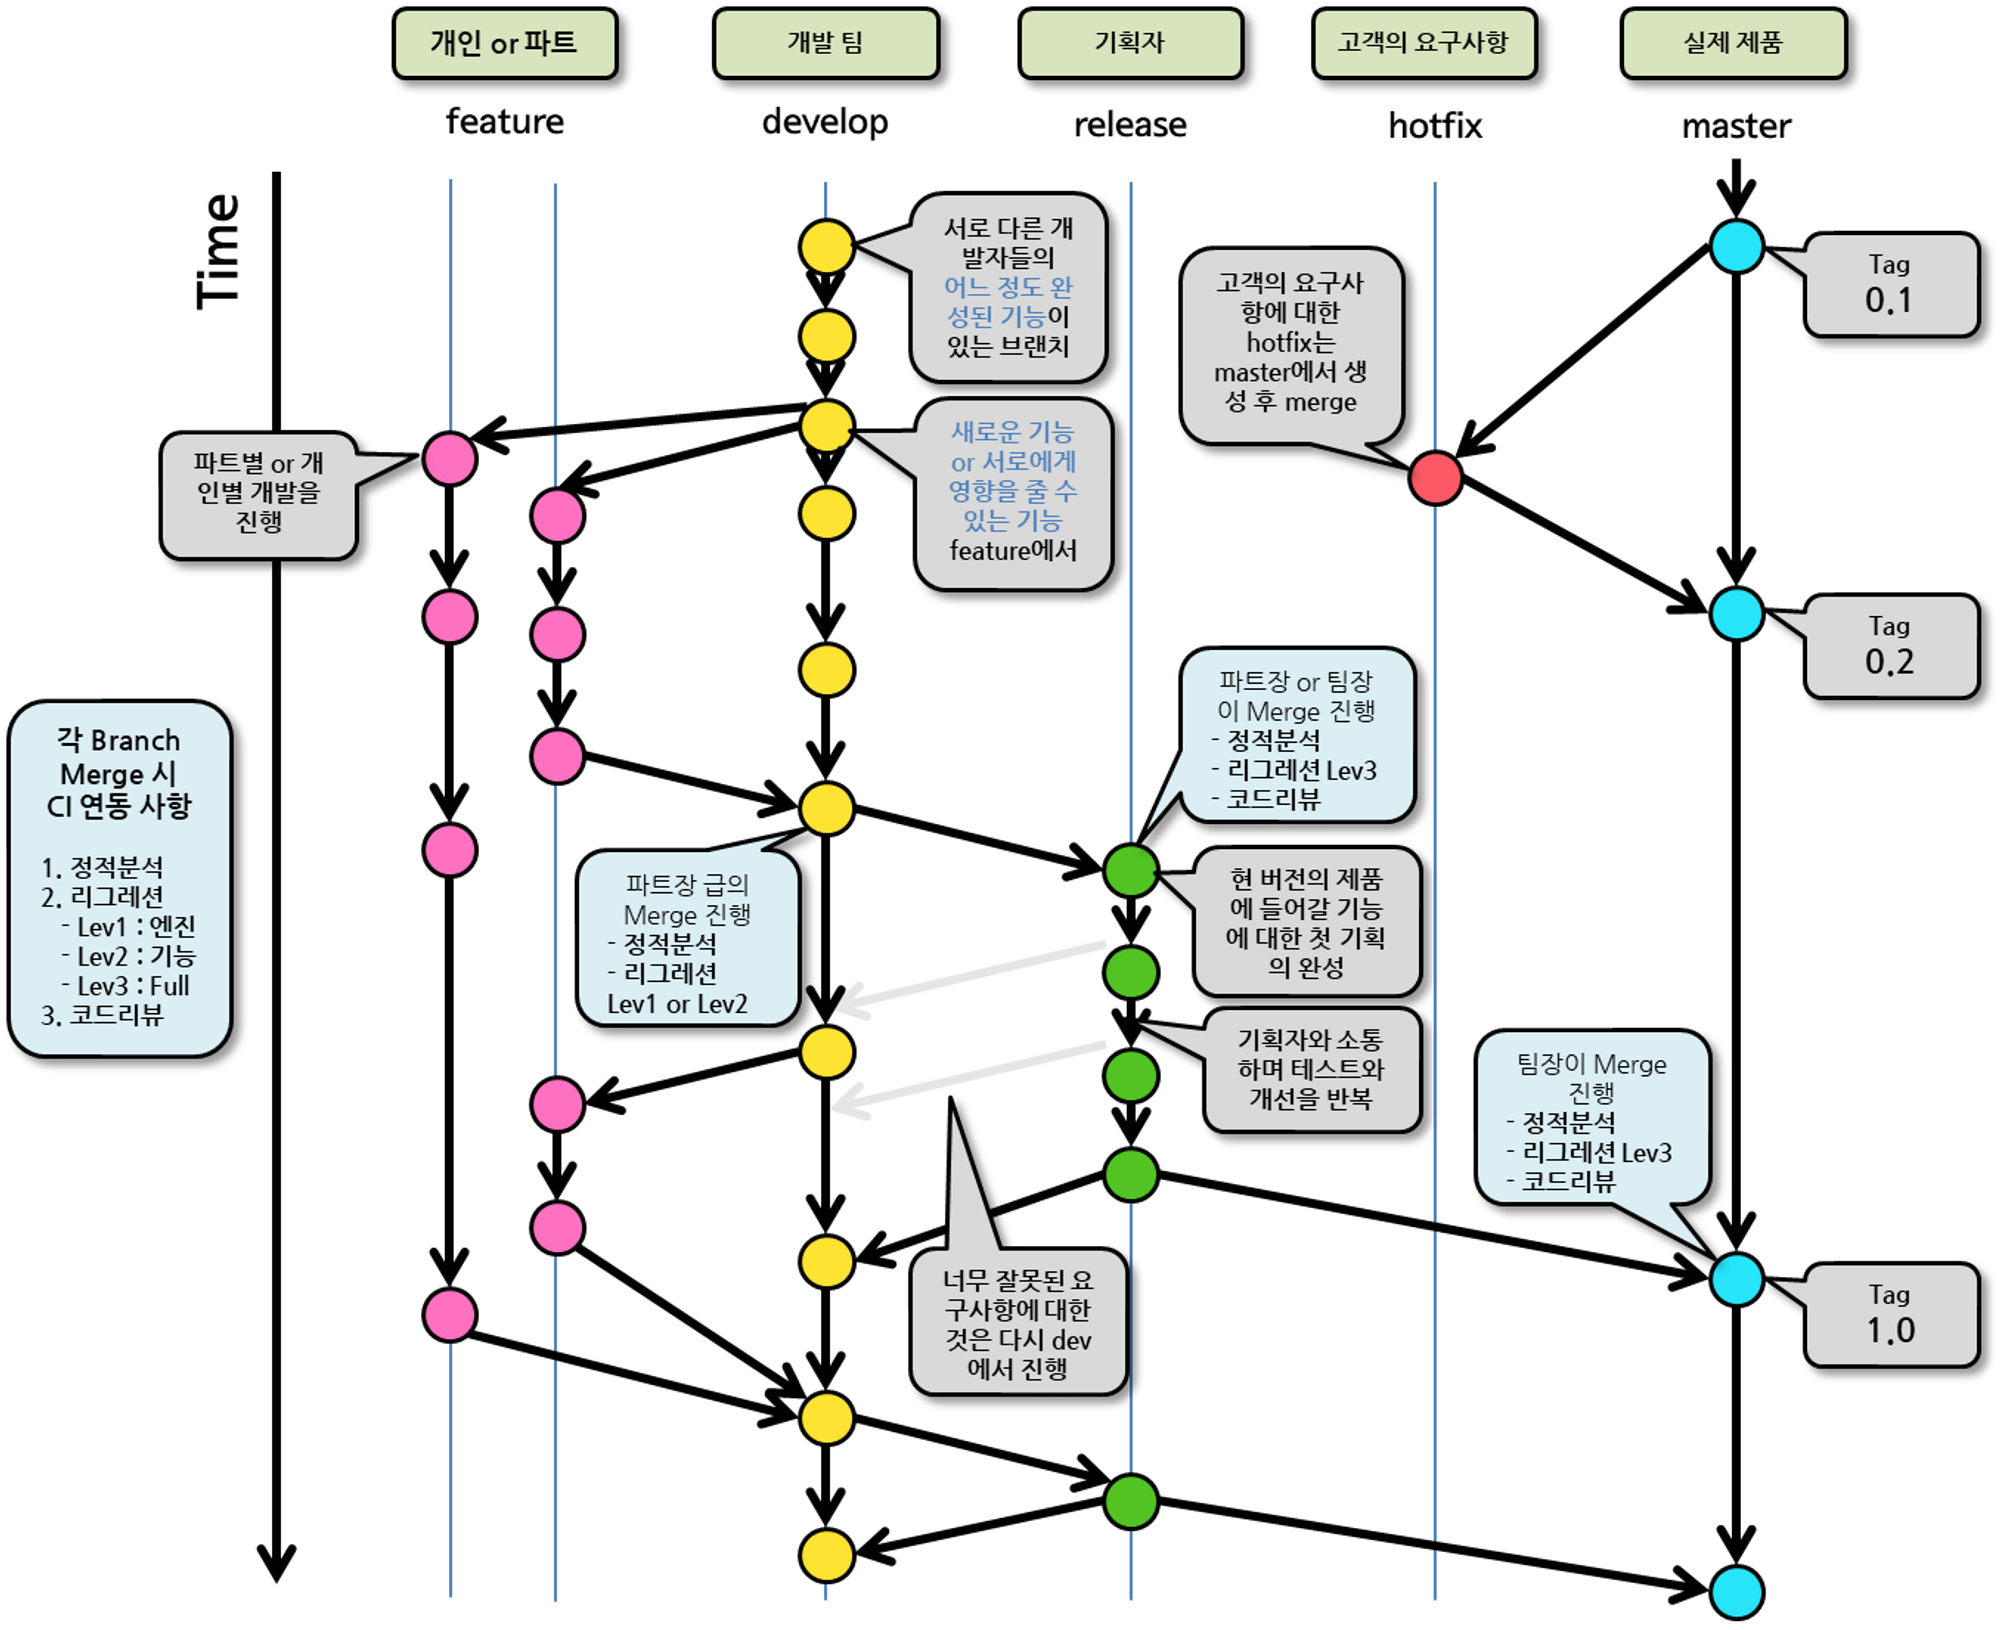 개인 or 파트
개발 팀
기획자
고객의 요구사항
실제 제품
feature
develop
release
hotfix
master
Time
서로 다른 개
발자들의
어느 정도 완
성된 기능이
있는 브랜치
고객의 요구사
항에 대한
hotfix는
master에서 생
성 후 merge
Tag
0.1
파트별 or 개
인별 개발을
진행
새로운 기능
or 서로에게
영향을 줄 수
있는 기능
feature에서
Tag
0.2
각 Branch
Merge 시
CI 연동 사항
1. 정적분석
2. 리그레션
- Lev1 : 엔진
- Lev2 : 기능
- Lev3 : Full
3. 코드리뷰
파트장 or 팀장
이 Merge 진행
- 정적분석
- 리그레션 Lev3
- 코드리뷰
파트장 급의
Merge 진행
- 정적분석
- 리그레션
Lev1 or Lev2
현 버전의 제품
에 들어갈 기능
에 대한 첫 기획
의 완성
기획자와 소통
하며 테스트와
개선을 반복
팀장이 Merge
진행
- 정적분석
- 리그레션 Lev3
- 코드리뷰
너무 잘못된 요
구사항에 대한
것은 다시 dev
에서 진행
Tag
1.0